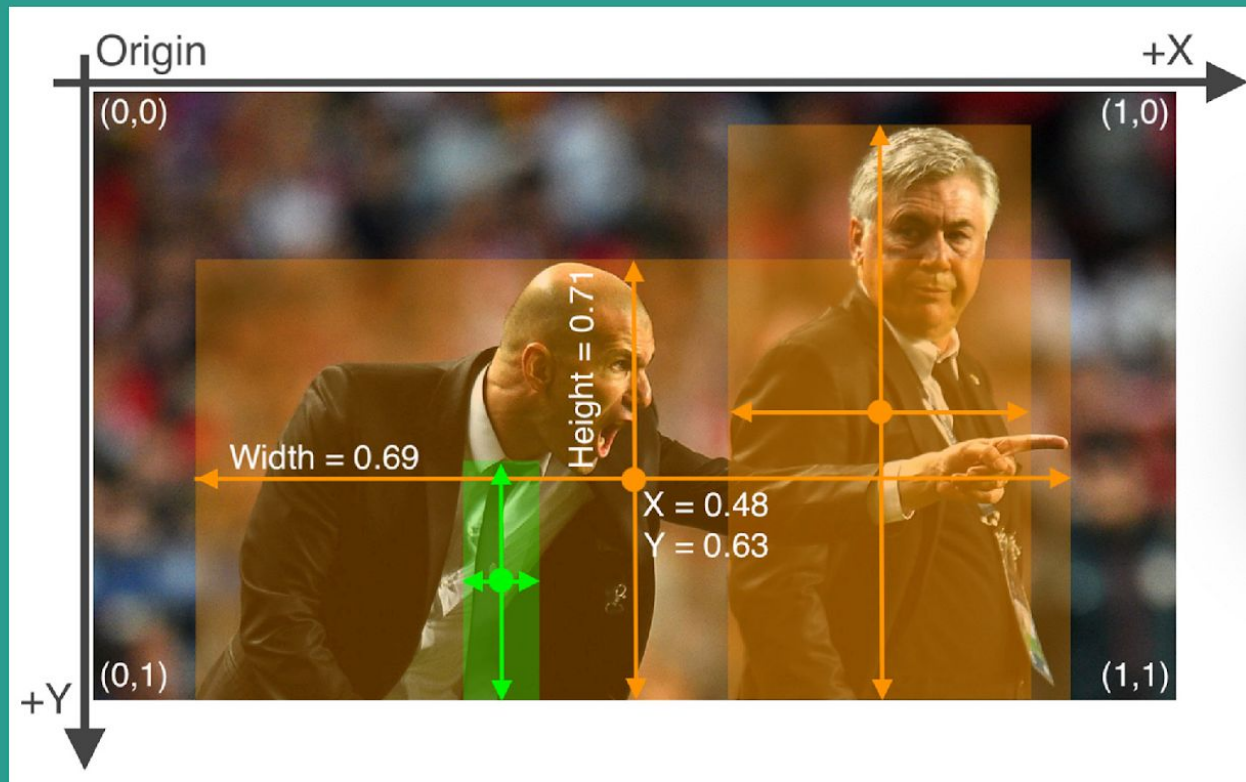 Origin
+X
(0,0)
(1,0)
Height = 0.71
Width = 0.69
X = 0.48
Y = 0.63
(0,1)
(1,1)
+Y